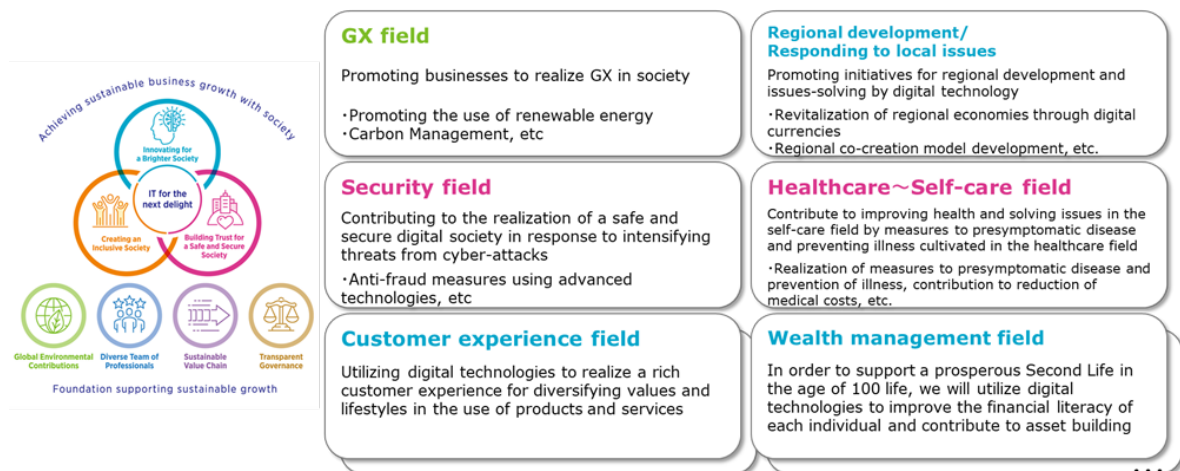 Achieving sustainable business growth with society
Innovating for
a Brighter Society
IT for the
next delight
Creating an
Inclusive Society
Building Trust for
a Safe and Secure
Society
Global Environmental
Contributions
Diverse Team of
Professionals
Sustainable
Value Chain
Transparent
Governance
Foundation supporting sustainable growth
GX field
Promoting businesses to realize GX in society
・Promoting the use of renewable energy
・Carbon Management, etc
Regional development/
Responding to local issues
Promoting initiatives for regional development and
issues-solving by digital technology
・Revitalization of regional economies through digital
currencies
・Regional co-creation model development, etc.
Security field
Contributing to the realization of a safe and
secure digital society in response to intensifying
threats from cyber-attacks
・Anti-fraud measures using advanced
technologies, etc
Healthcare～Self-care field
Contribute to improving health and solving issues in the
self-care field by measures to presymptomatic disease
and preventing illness cultivated in the healthcare field
・Realization of measures to presymptomatic disease and
prevention of illness, contribution to reduction of
medical costs, etc.
Customer experience field
Utilizing digital technologies to realize a rich
customer experience for diversifying values and
lifestyles in the use of products and services
Wealth management field
In order to support a prosperous Second Life in
the age of 100 life, we will utilize digital
technologies to improve the financial literacy of
each individual and contribute to asset building
...